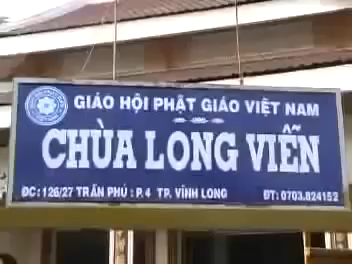 GIÁO HỘI PHẬT GIÁO VIỆT NAM
CHÙA LONG VIỄN
ĐC: 126/27 TRẦN PHÚ : P. 4 TP. VĨNH LONG ĐT: 0703.824152